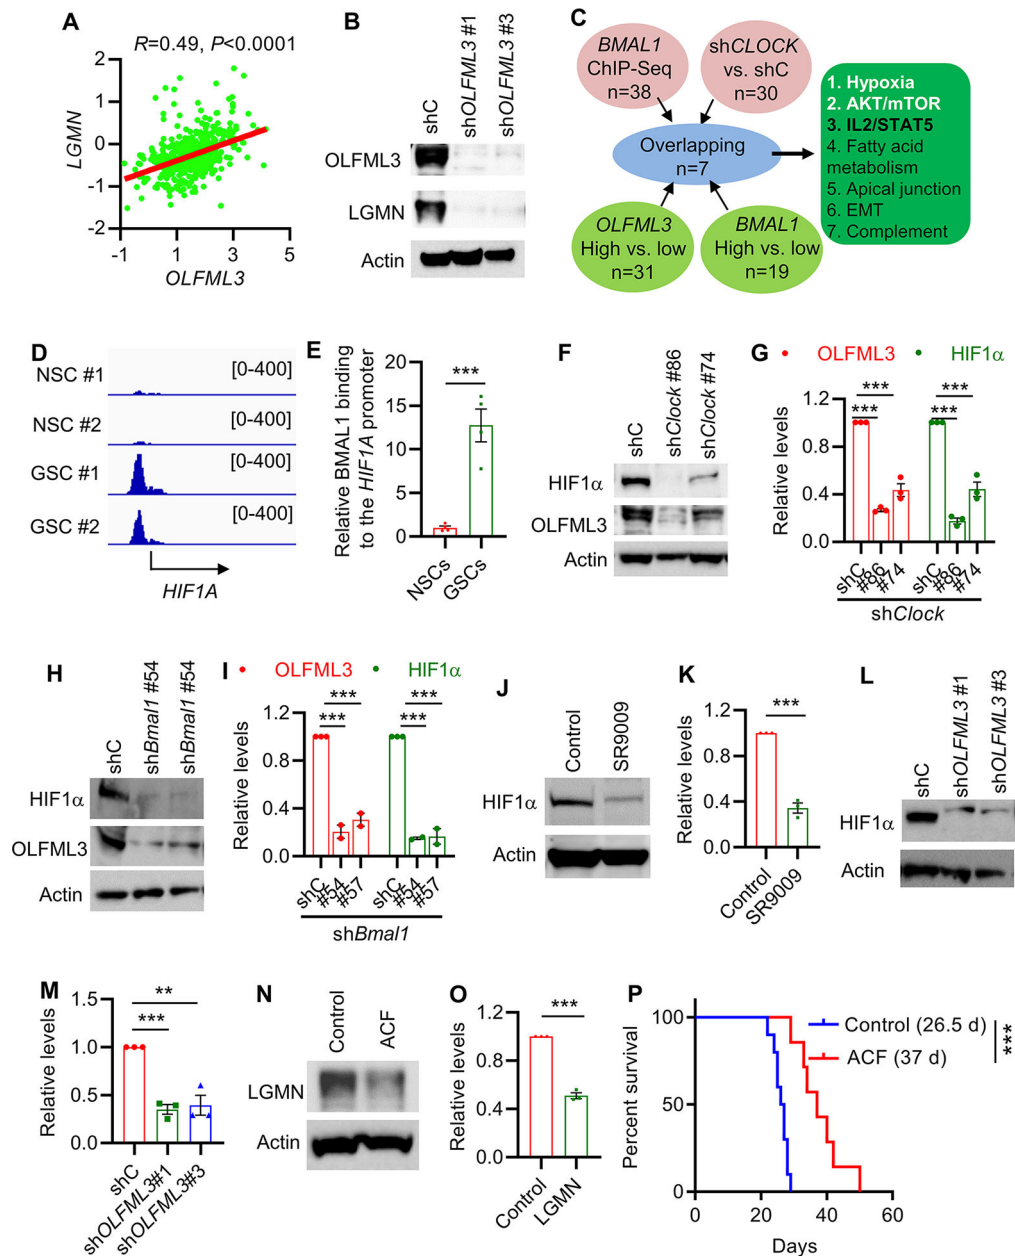 A
R=0.49, P<0.0001
LGMN
2
1
0
-1
-2
-1
1
3
5
OLFML3
B
shC
shOLFML3 #1
shOLFML3 #3
OLFML3
LGMN
Actin
C
BMAL1
ChIP-Seq
n=38
shCLOCK
vs. shC
n=30
Overlapping
n=7
OLFML3
High vs. low
n=31
BMAL1
High vs. low
n=19
1. Hypoxia
2. AKT/mTOR
3. IL2/STAT5
4. Fatty acid
metabolism
5. Apical junction
6. EMT
7. Complement
D
NSC #1
[0-400]
NSC #2
[0-400]
GSC #1
[0-400]
GSC #2
[0-400]
HIF1A
E
Relative BMAL1 binding
to the HIF1A promoter
20
15
10
5
0
***
NSCs
GSCs
F
shC
shClock #86
shClock #74
HIF1α
OLFML3
Actin
G
OLFML3
HIF1α
Relative levels
1.2
0.8
0.4
0.0
***
***
***
***
shC
#86
#74
shC
#86
#74
shClock
H
shC
shBmal1 #54
shBmal1 #54
HIF1α
OLFML3
Actin
I
OLFML3
HIF1α
Relative levels
1.2
0.8
0.4
0.0
***
***
***
***
shC
#54
#57
shC
#54
#57
shBmal1
J
Control
SR9009
HIF1α
Actin
K
Relative levels
1.2
0.8
0.4
0.0
***
Control
SR9009
L
shC
shOLFML3 #1
shOLFML3 #3
HIF1α
Actin
M
Relative levels
1.5
1.0
0.5
0.0
**
***
shC
shOLFML3#1
shOLFML3#3
N
Control
ACF
LGMN
Actin
O
Relative levels
1.2
0.8
0.4
0.0
***
Control
LGMN
P
Percent survival
100
50
0
0
20
40
60
Days
Control (26.5 d)
ACF (37 d)
***